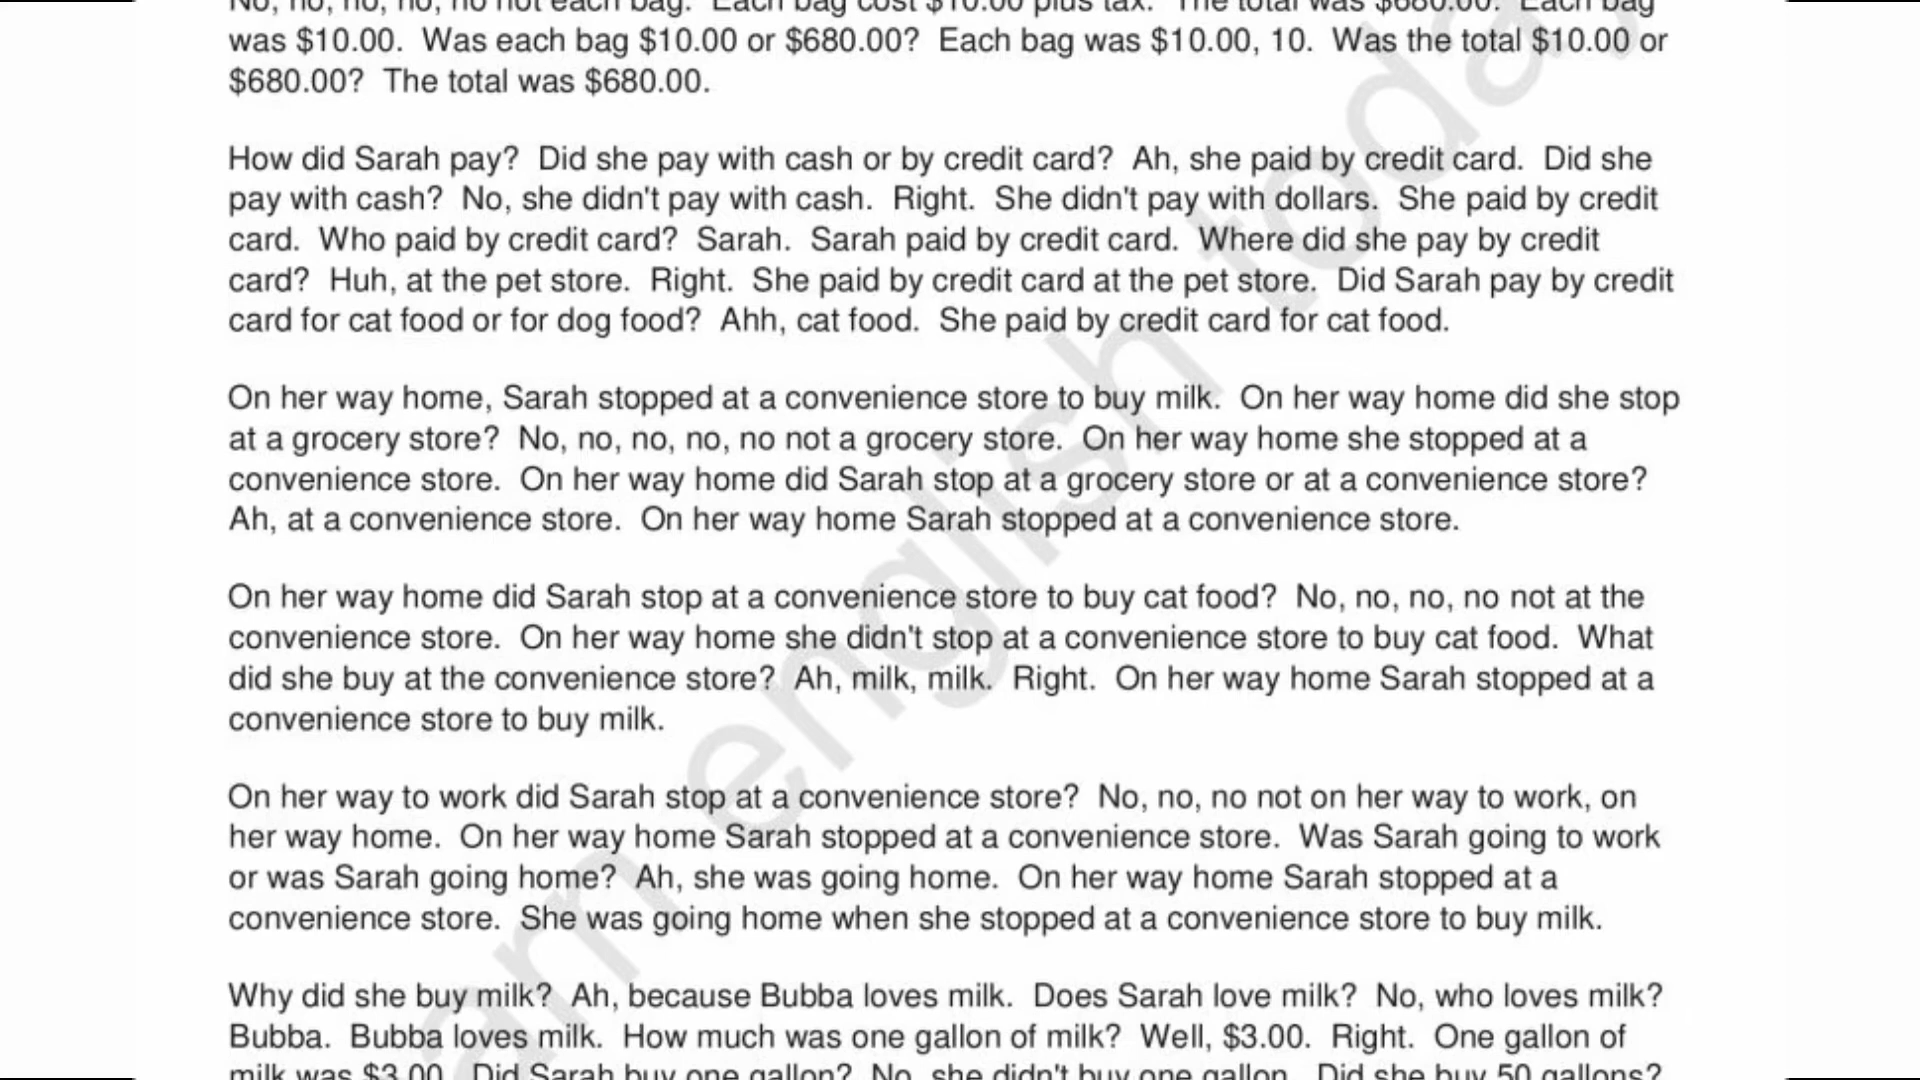 No, no, no, no, no not each bag. Each bag cost $10.00 plus tax. The total was $680.00. Each bag
was $10.00. Was each bag $10.00 or $680.00? Each bag was $10.00, 10. Was the total $10.00 or
$680.00? The total was $680.00.
How did Sarah pay? Did she pay with cash or by credit card? Ah, she paid by credit card. Did she
pay with cash? No, she didn't pay with cash. Right. She didn't pay with dollars. She paid by credit
card. Who paid by credit card? Sarah. Sarah paid by credit card. Where did she pay by credit
card? Huh, at the pet store. Right. She paid by credit card at the pet store. Did Sarah pay by credit
card for cat food or for dog food? Ahh, cat food. She paid by credit card for cat food.
On her way home, Sarah stopped at a convenience store to buy milk. On her way home did she stop
at a grocery store? No, no, no, no, no not a grocery store. On her way home she stopped at a
convenience store. On her way home did Sarah stop at a grocery store or at a convenience store?
Ah, at a convenience store. On her way home Sarah stopped at a convenience store.
On her way home did Sarah stop at a convenience store to buy cat food? No, no, no, no not at the
convenience store. On her way home she didn't stop at a convenience store to buy cat food. What
did she buy at the convenience store? Ah, milk, milk. Right. On her way home Sarah stopped at a
convenience store to buy milk.
On her way to work did Sarah stop at a convenience store? No, no, no not on her way to work, on
her way home. On her way home Sarah stopped at a convenience store. Was Sarah going to work
or was Sarah going home? Ah, she was going home. On her way home Sarah stopped at a
convenience store. She was going home when she stopped at a convenience store to buy milk.
Why did she buy milk? Ah, because Bubba loves milk. Does Sarah love milk? No, who loves milk?
Bubba. Bubba loves milk. How much was one gallon of milk? Well, $3.00. Right. One gallon of
milk was $3.00. Did Sarah buy one gallon? No, she didn't buy one gallon. Did she buy 50 gallons?
am english today